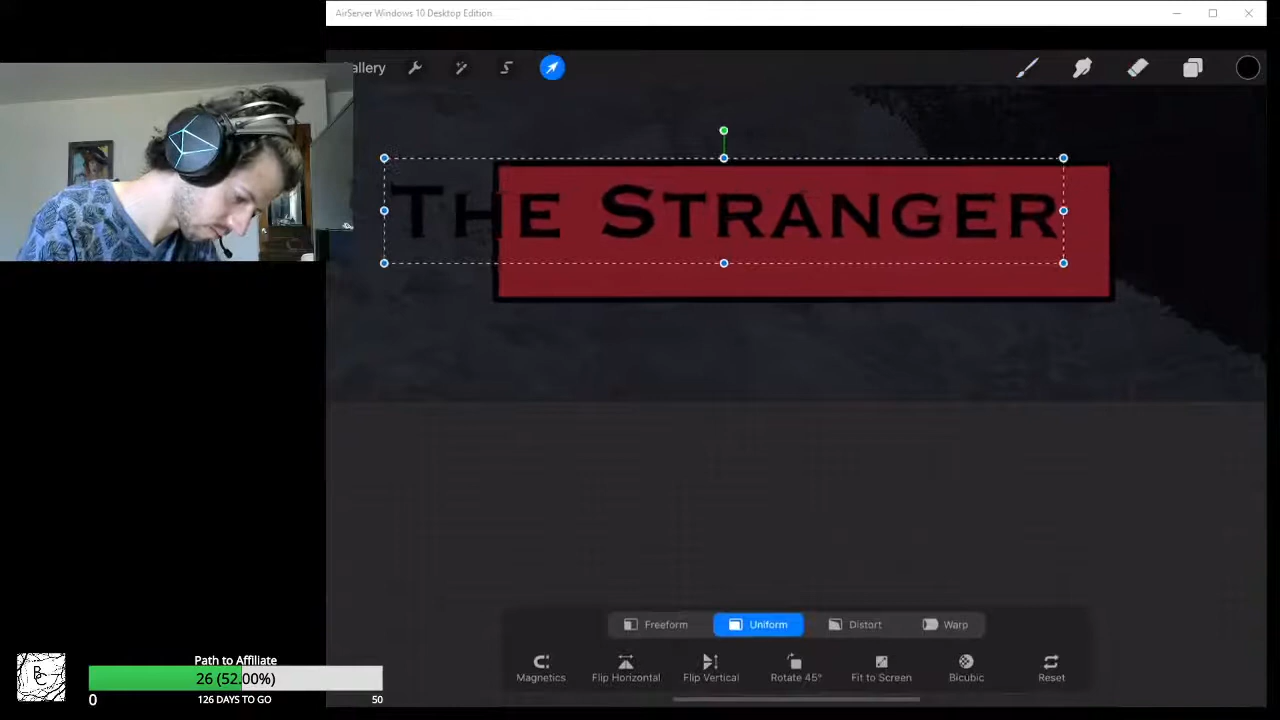 AirServer Windows 10 Desktop Edition
allery
THE STRANGER
Freeform
Uniform
Distort
Warp
Magnetics
Flip Horizontal
Flip Vertical
Rotate 45°
Fit to Screen
Bicubic
Reset
Path to Affiliate
26 (52.00%)
0
126 DAYS TO GO
50